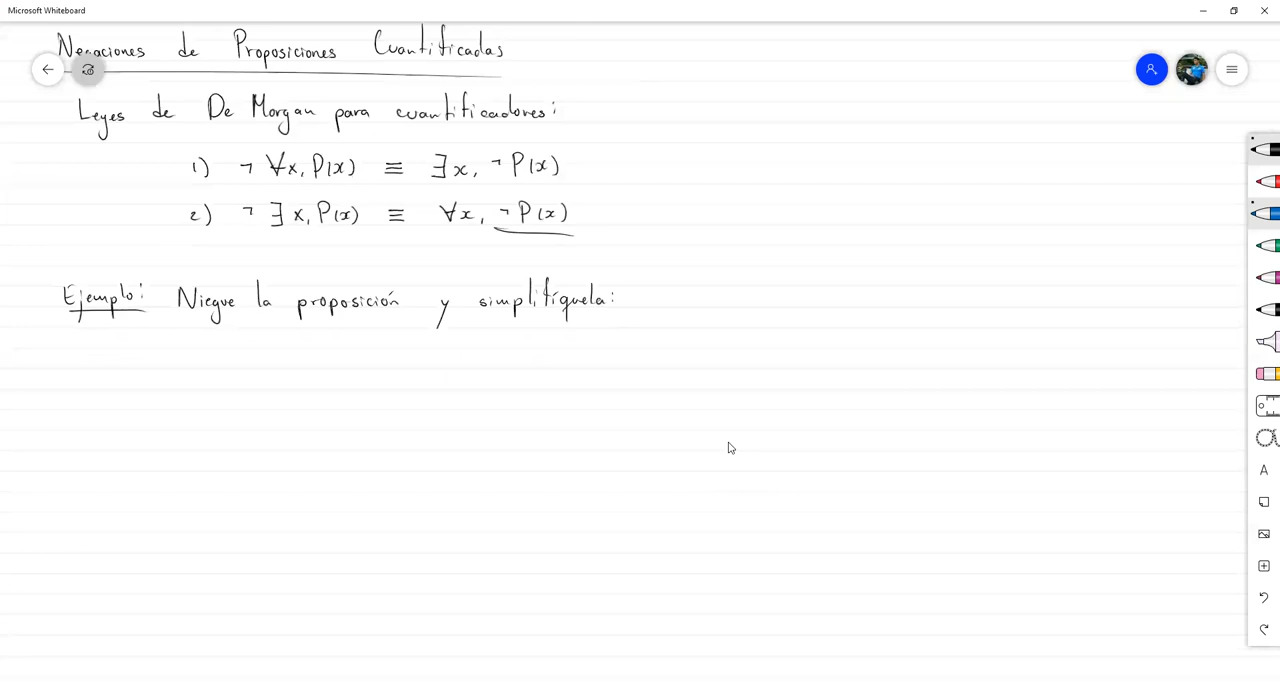 Microsoft Whiteboard
Negaciones de Proposiciones Cuantificadas
Leyes de De Morgan para cuantificadores:
1) ¬ ∀x, P(x) ≡ ∃x, ¬P(x)
2) ¬ ∃x, P(x) ≡ ∀x, ¬P(x)
Ejemplo: Niegue la proposición y simplifíquela:
A